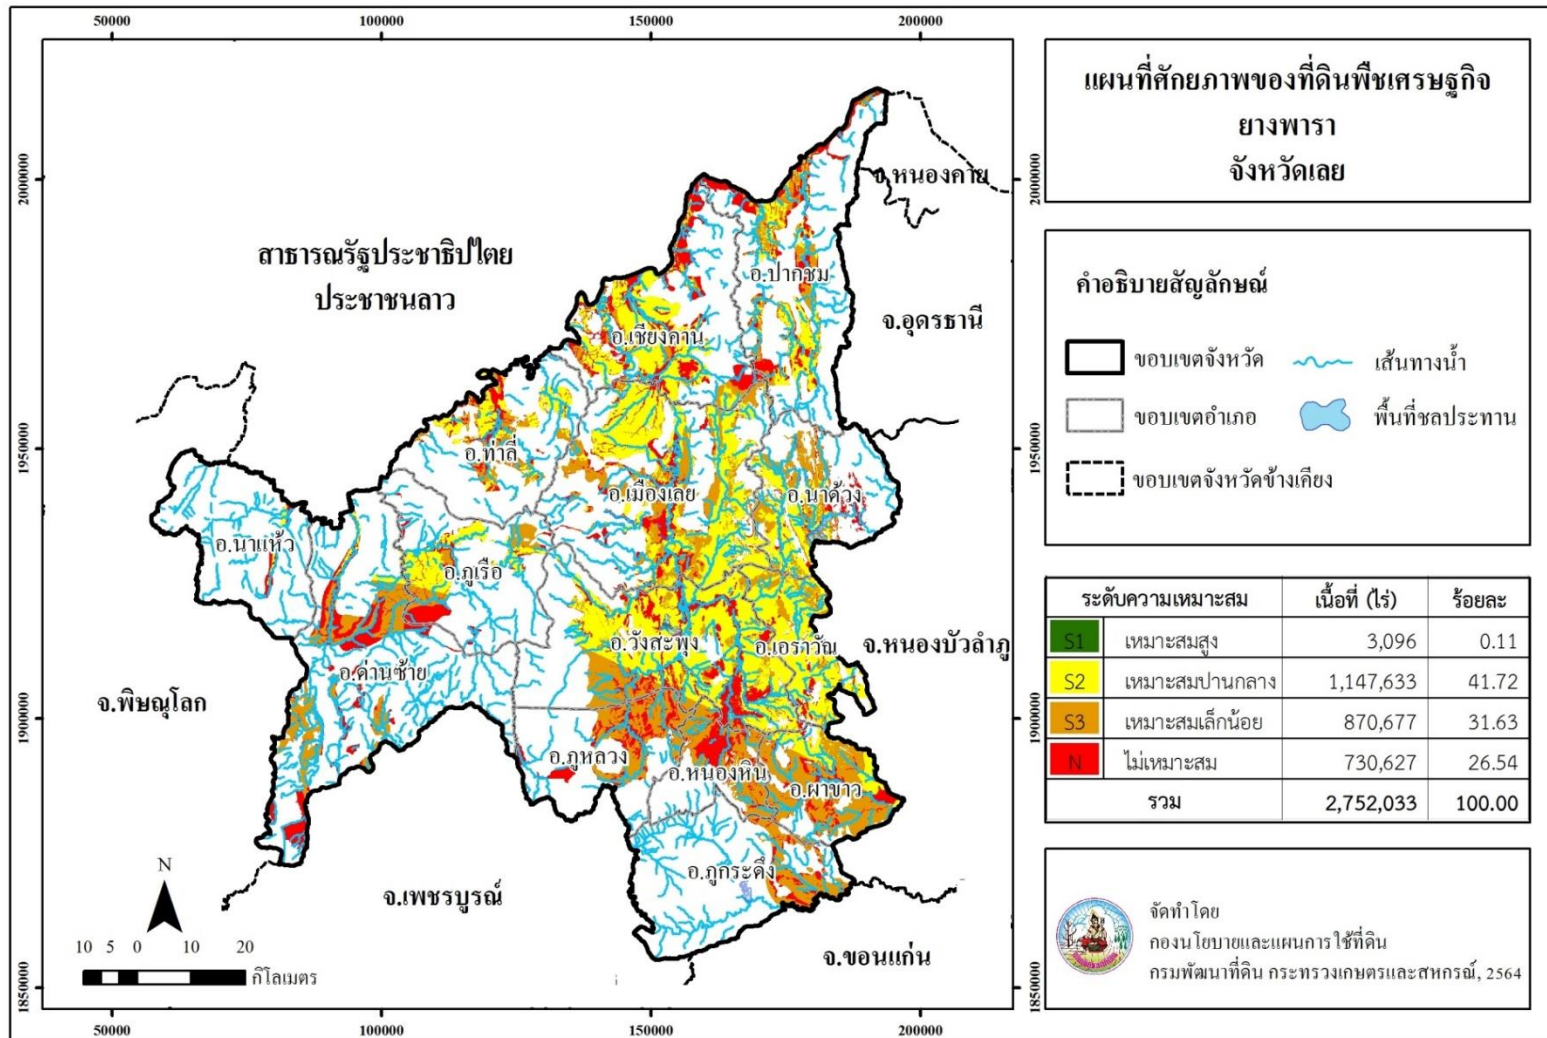 50000 100000 150000 200000
แผนที่ศักยภาพของที่ดินพืชเศรษฐกิจ
ยางพารา
จังหวัดเลย
2000000
1950000
1900000
1850000
2000000
1950000
1900000
1850000
สาธารณรัฐประชาธิปไตย
ประชาชนลาว
จ.หนองคาย
อ.ปากชม
จ.อุดรธานี
อ.เชียงคาน
อ.ท่าลี่
อ.เมืองเลย
อ.นาด้วง
อ.นาแห้ว
อ.ภูเรือ
อ.วังสะพุง
อ.เอราวัณ
จ.หนองบัวลำภู
อ.ด่านซ้าย
จ.พิษณุโลก
อ.ภูหลวง
อ.หนองหิน
อ.ผาขาว
อ.ภูกระดึง
จ.เพชรบูรณ์
จ.ขอนแก่น
N
10 5 0 10 20
กิโลเมตร
50000 100000 150000 200000
คำอธิบายสัญลักษณ์
ขอบเขตจังหวัด เส้นทางน้ำ
ขอบเขตอำเภอ พื้นที่ชลประทาน
ขอบเขตจังหวัดข้างเคียง
ระดับความเหมาะสม เนื้อที่ (ไร่) ร้อยละ
S1 เหมาะสมสูง 3,096 0.11
S2 เหมาะสมปานกลาง 1,147,633 41.72
S3 เหมาะสมเล็กน้อย 870,677 31.63
N ไม่เหมาะสม 730,627 26.54
รวม 2,752,033 100.00
จัดทำโดย
กองนโยบายและแผนการใช้ที่ดิน
กรมพัฒนาที่ดิน กระทรวงเกษตรและสหกรณ์, 2564